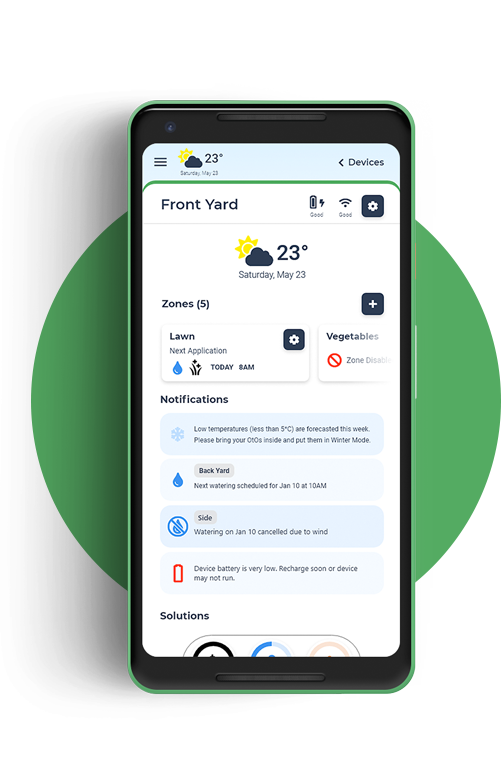 23°
Saturday, May 23
Devices
Front Yard
Good
Good
23°
Saturday, May 23
Zones (5)
Lawn
Next Application
TODAY 8AM
Vegetables
Zone Disable
Notifications
Low temperatures (less than 5°C) are forecasted this week.
Please bring your OtOs inside and put them in Winter Mode.
Back Yard
Next watering scheduled for Jan 10 at 10AM
Side
Watering on Jan 10 cancelled due to wind
Device battery is very low. Recharge soon or device
may not run.
Solutions